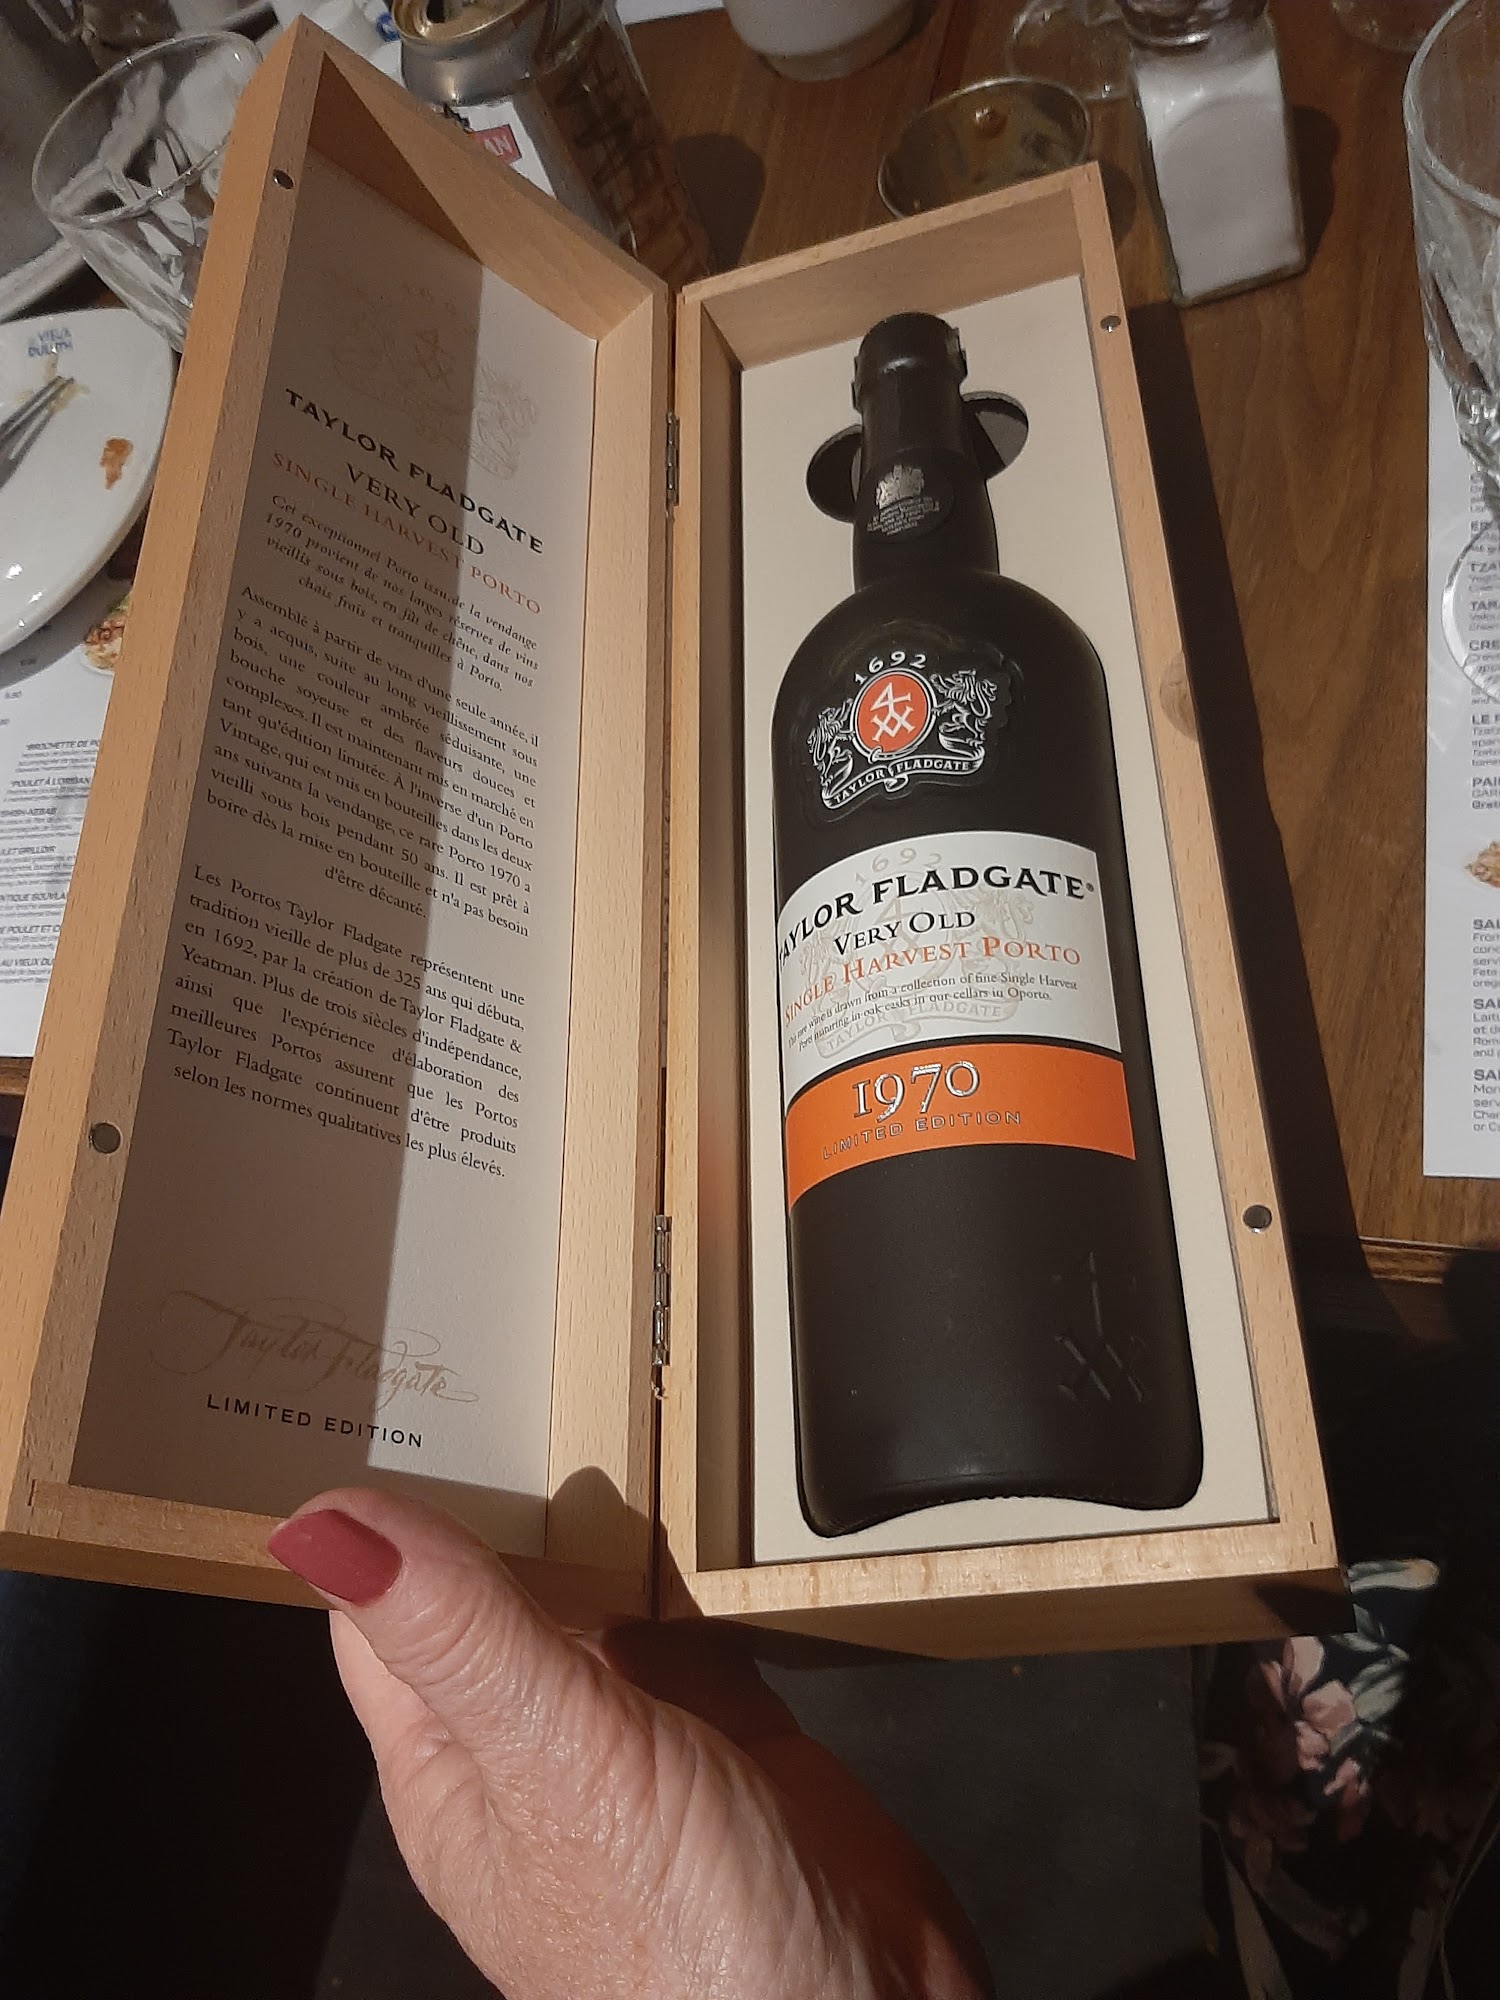 TAYLOR FLADGATE
VERY OLD
SINGLE HARVEST PORTO
Cet exceptionnel Porto issu de la vendange
1970 provient de nos larges réserves de vins
vieillis sous bois, en fût de chêne, dans nos
chais frais et tranquilles à Porto.
Assemblé à partir de vins d'une seule année, il
y a acquis, suite au long vieillissement sous
bois, une couleur ambrée séduisante, une
bouche soyeuse et des flaveurs douces et
complexes. Il est maintenant mis en marché en
tant qu'édition limitée. À l'inverse d'un Porto
Vintage, qui est mis en bouteilles dans les deux
ans suivants la vendange, ce rare Porto 1970 a
vieilli sous bois pendant 50 ans. Il est prêt à
boire dès la mise en bouteille et n'a pas besoin
d'être décanté.
Les Portos Taylor Fladgate représentent une
tradition vieille de plus de 325 ans qui débuta,
en 1692, par la création de Taylor Fladgate &
Yeatman. Plus de trois siècles d'indépendance,
ainsi que l'expérience d'élaboration des
meilleures Portos assurent que les Portos
Taylor Fladgate continuent d'être produits
selon les normes qualitatives les plus élevés.
Taylor Fladgate
LIMITED EDITION
1692
TAYLOR FLADGATE
1692
TAYLOR FLADGATE
VERY OLD
SINGLE HARVEST PORTO
This rare wine is drawn from a collection of fine Single Harvest
Ports maturing in oak casks in our cellars in Oporto.
TAYLOR FLADGATE
1970
LIMITED EDITION
VIEUX
DULUTH